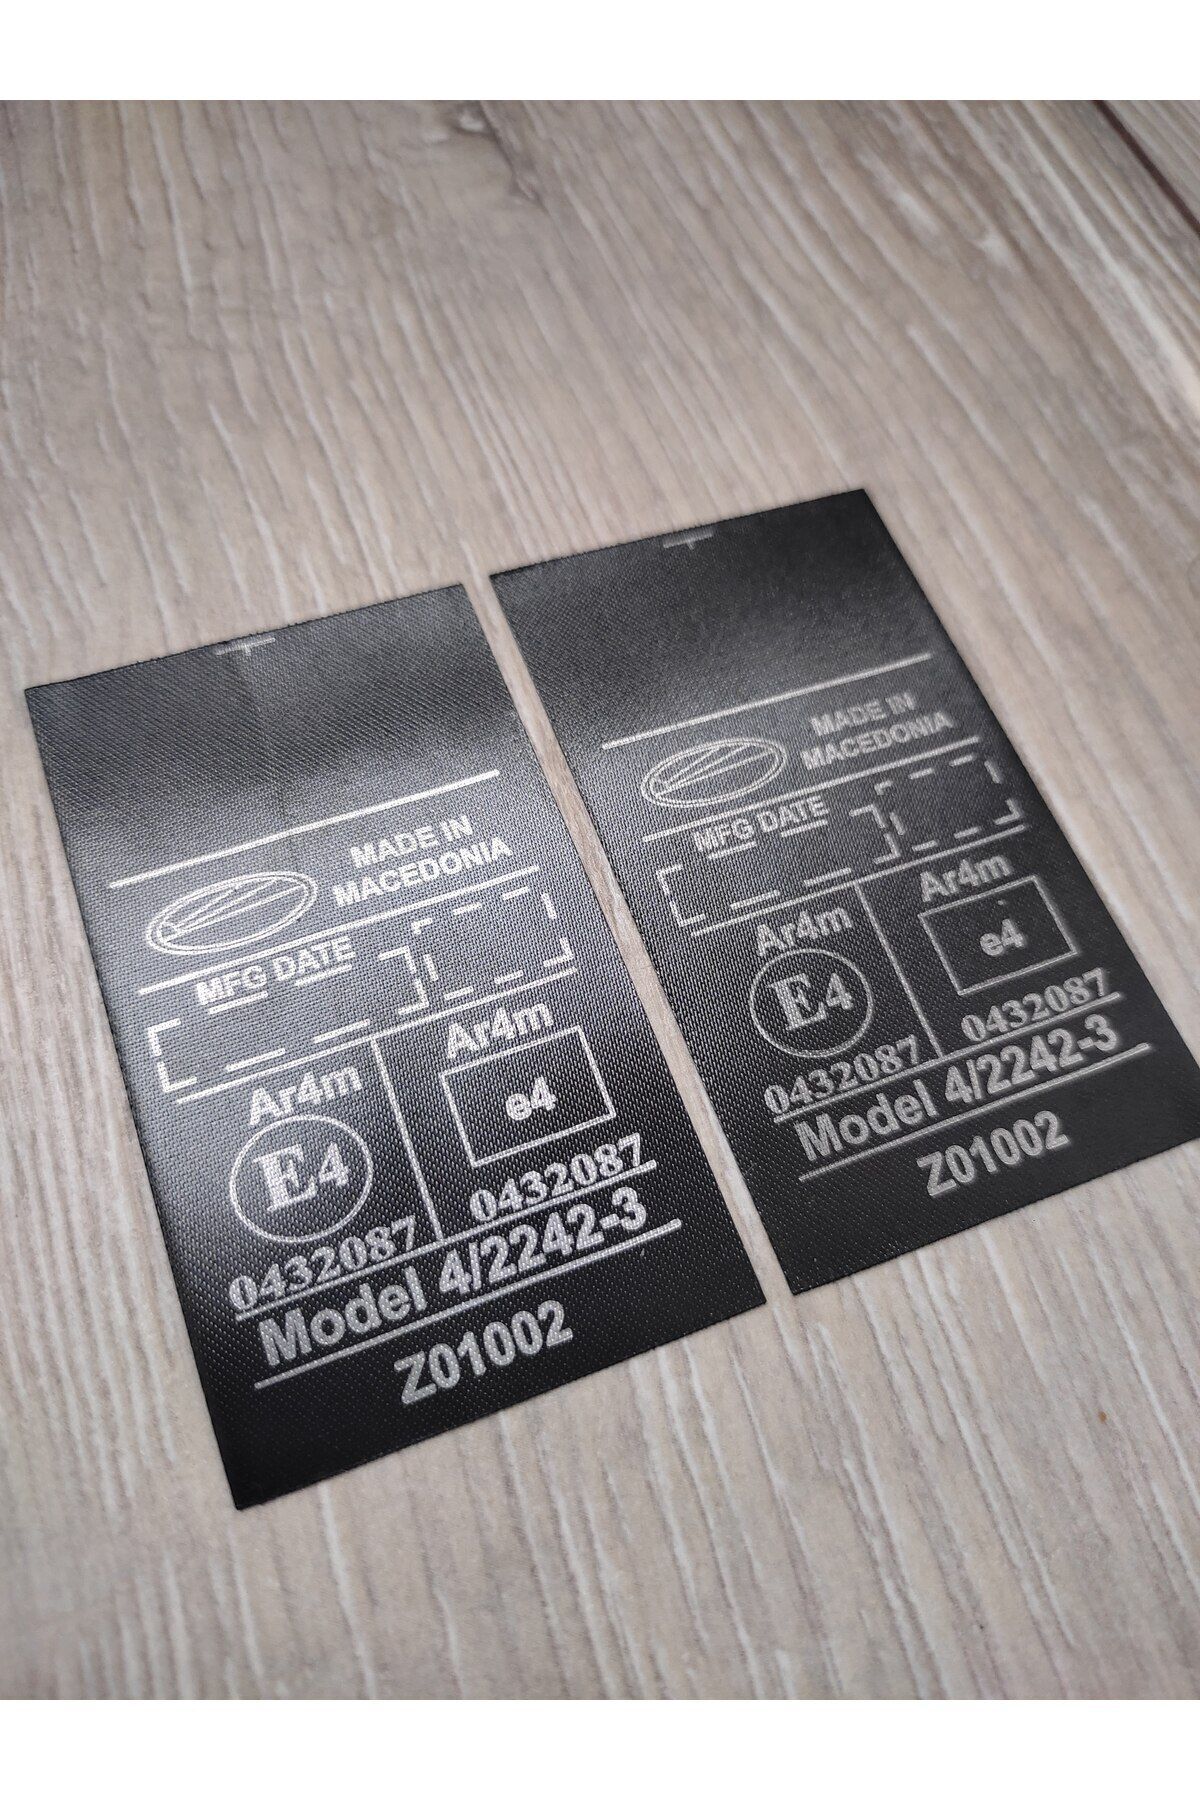 MADE IN
MACEDONIA
MFG DATE
Ar4m
Ar4m
E4
e4
0432087
0432087
Model 4/2242-3
Z01002
MADE IN
MACEDONIA
MFG DATE
Ar4m
Ar4m
E4
e4
0432087
0432087
Model 4/2242-3
Z01002